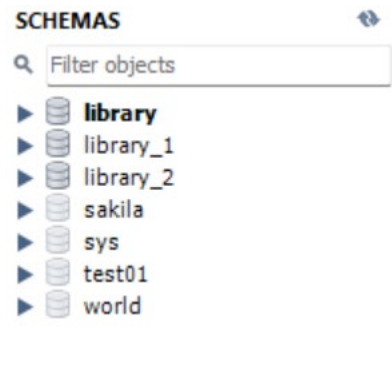 SCHEMAS
Filter objects
library
library_1
library_2
sakila
sys
test01
world